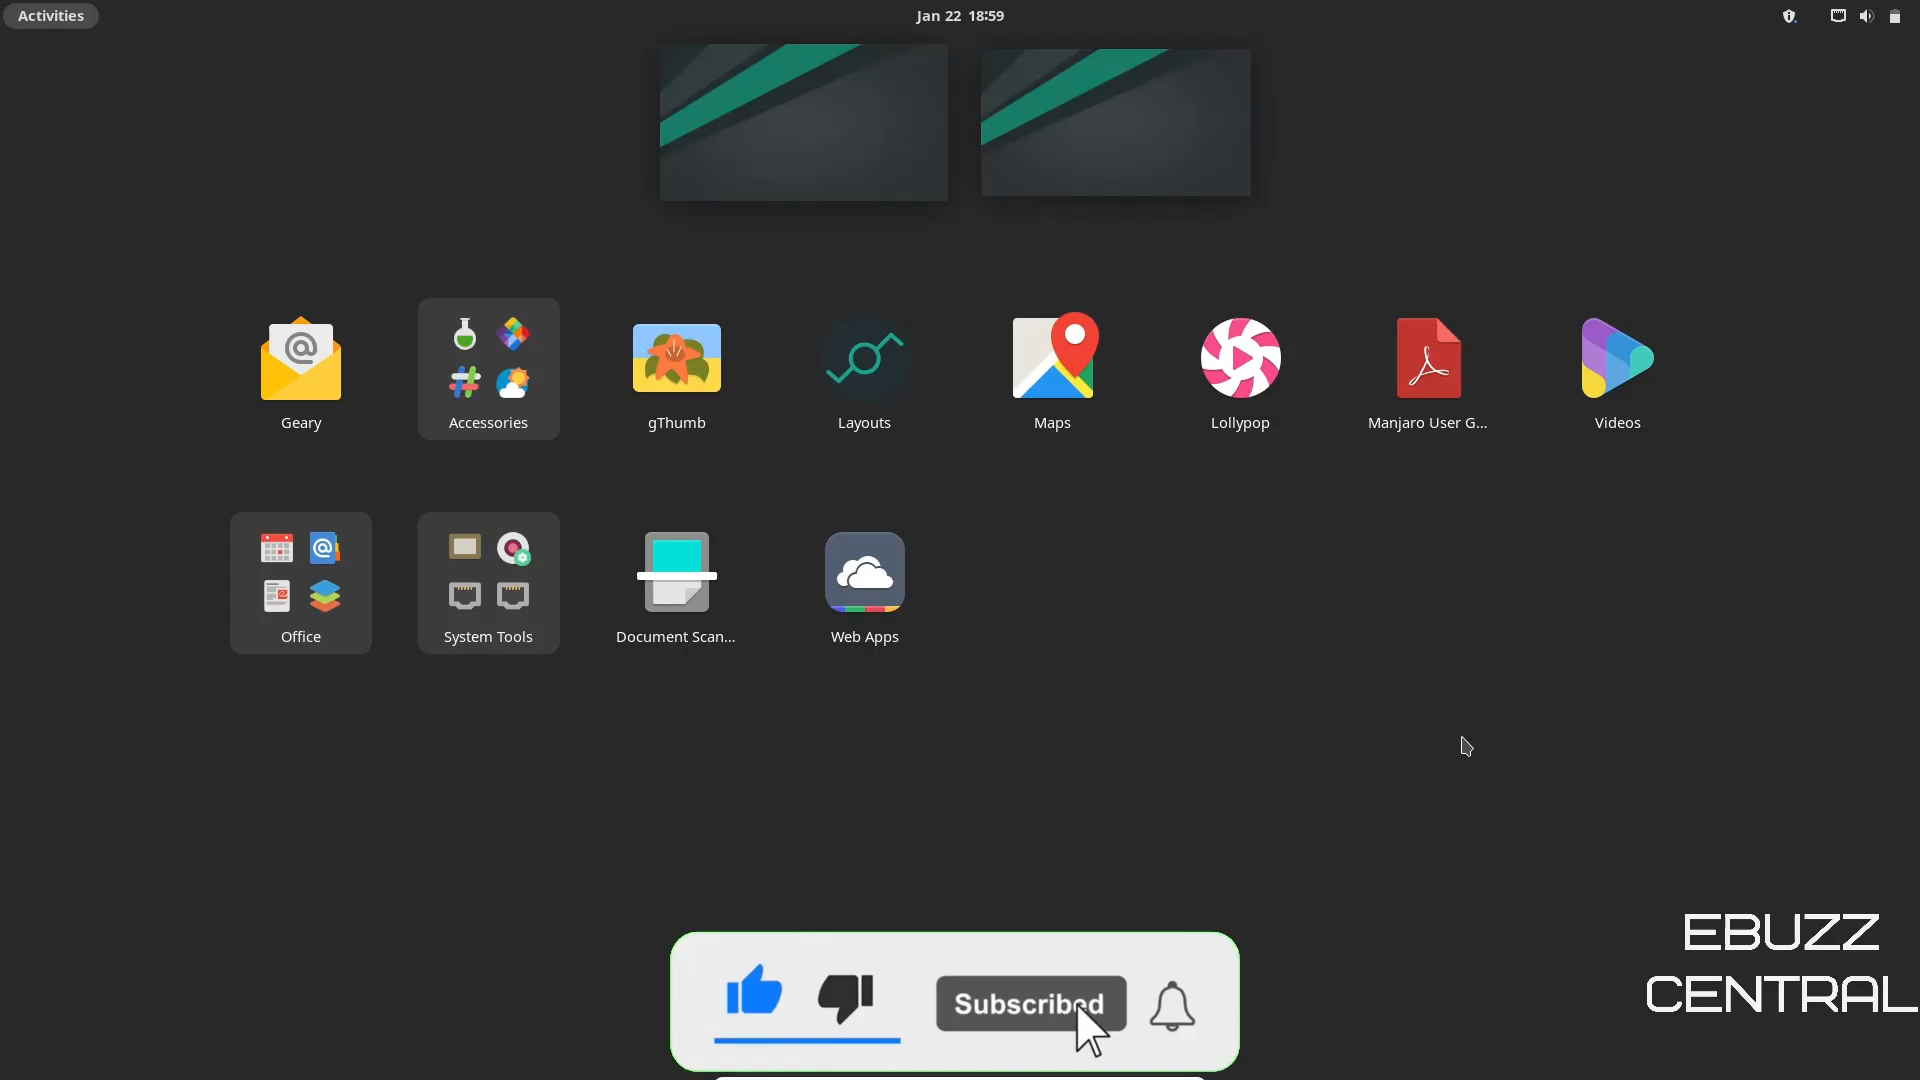 Activities
Jan 22 18:59
Geary
Accessories
gThumb
Layouts
Maps
Lollypop
Manjaro User G...
Videos
Office
System Tools
Document Scan...
Web Apps
Subscribed
EBUZZ
CENTRAL